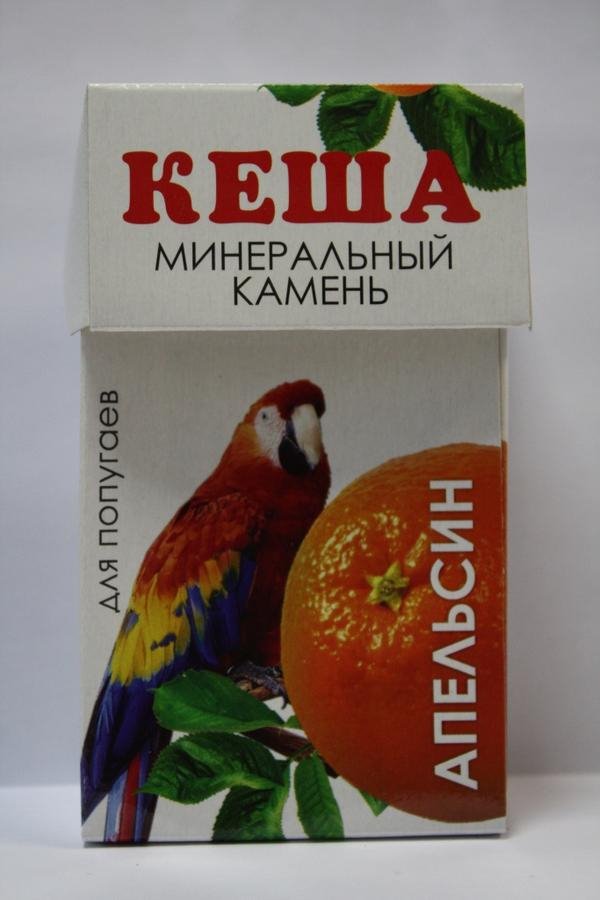 КЕША
МИНЕРАЛЬНЫЙ
КАМЕНЬ
для попугаев
АПЕЛЬСИН